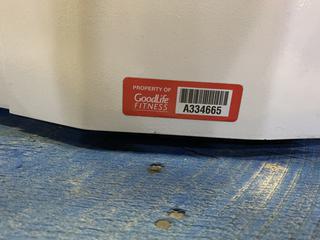 PROPERTY OF
GoodLife
FITNESS
A334665